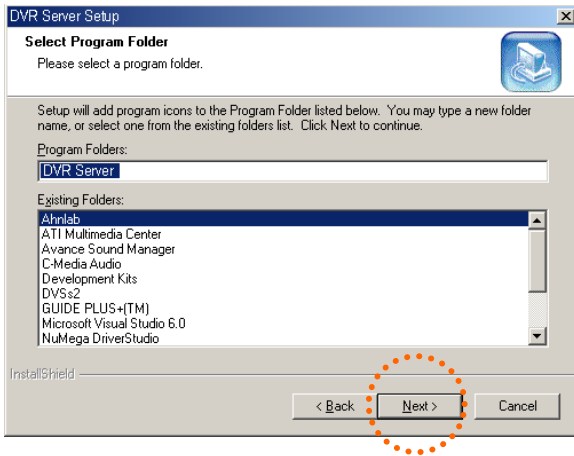 DVR Server Setup
Select Program Folder
Please select a program folder.
Setup will add program icons to the Program Folder listed below. You may type a new folder
name, or select one from the existing folders list. Click Next to continue.
Program Folders:
DVR Server
Existing Folders:
Ahnlab
ATI Multimedia Center
Avance Sound Manager
C-Media Audio
Development Kits
DVSs2
GUIDE PLUS+(TM)
Microsoft Visual Studio 6.0
NuMega DriverStudio
InstallShield
< Back Next > Cancel